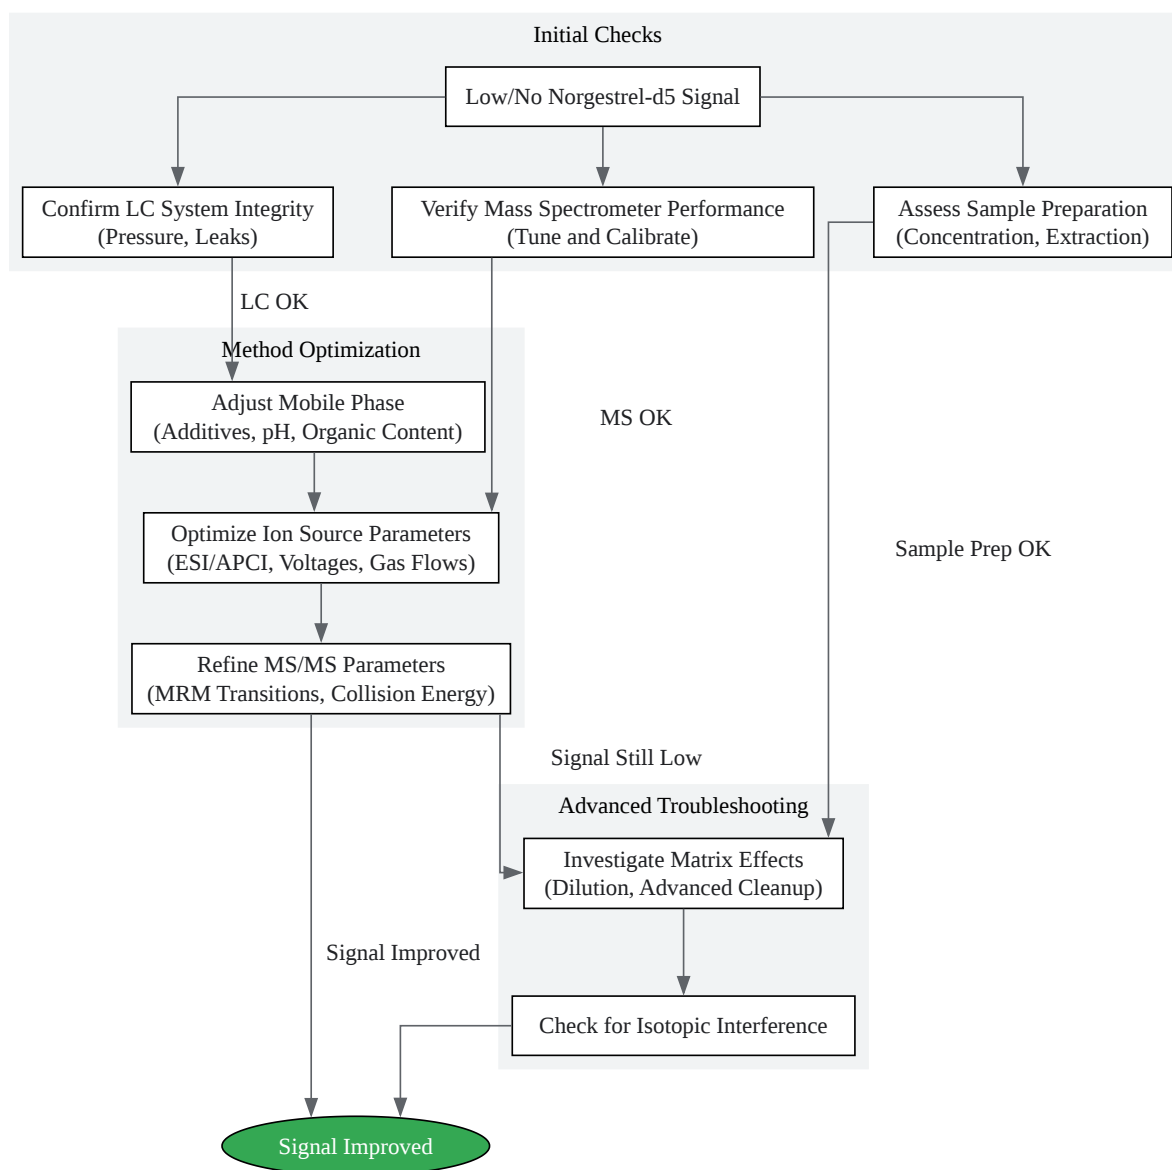 Initial Checks
Low/No Norgestrel-d5 Signal
Confirm LC System Integrity
(Pressure, Leaks)
Verify Mass Spectrometer Performance
(Tune and Calibrate)
Assess Sample Preparation
(Concentration, Extraction)
LC OK
Method Optimization
Adjust Mobile Phase
(Additives, pH, Organic Content)
MS OK
Optimize Ion Source Parameters
(ESI/APCI, Voltages, Gas Flows)
Sample Prep OK
Refine MS/MS Parameters
(MRM Transitions, Collision Energy)
Signal Still Low
Advanced Troubleshooting
Investigate Matrix Effects
(Dilution, Advanced Cleanup)
Signal Improved
Check for Isotopic Interference
Signal Improved